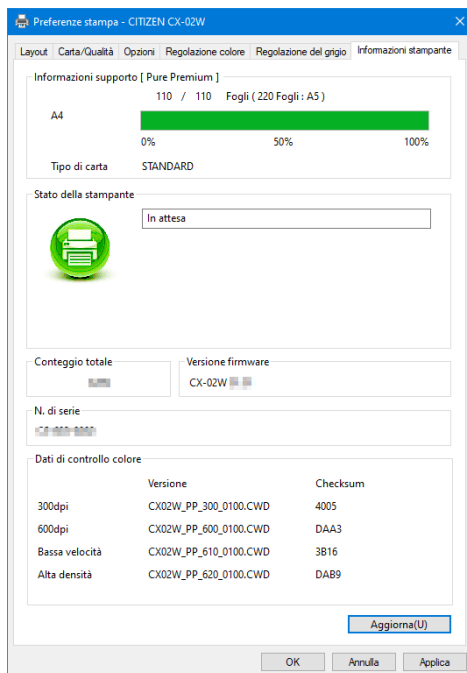 Preferenze stampa - CITIZEN CX-02W
Layout Carta/Qualità Opzioni Regolazione colore Regolazione del grigio Informazioni stampante
Informazioni supporto [ Pure Premium ]
110 / 110 Fogli ( 220 Fogli : A5 )
A4
0% 50% 100%
Tipo di carta STANDARD
Stato della stampante
In attesa
Conteggio totale Versione firmware
CX-02W
N. di serie
Dati di controllo colore
Versione Checksum
300dpi CX02W_PP_300_0100.CWD 4005
600dpi CX02W_PP_600_0100.CWD DAA3
Bassa velocità CX02W_PP_610_0100.CWD 3B16
Alta densità CX02W_PP_620_0100.CWD DAB9
Aggiorna(U)
OK Annulla Applica